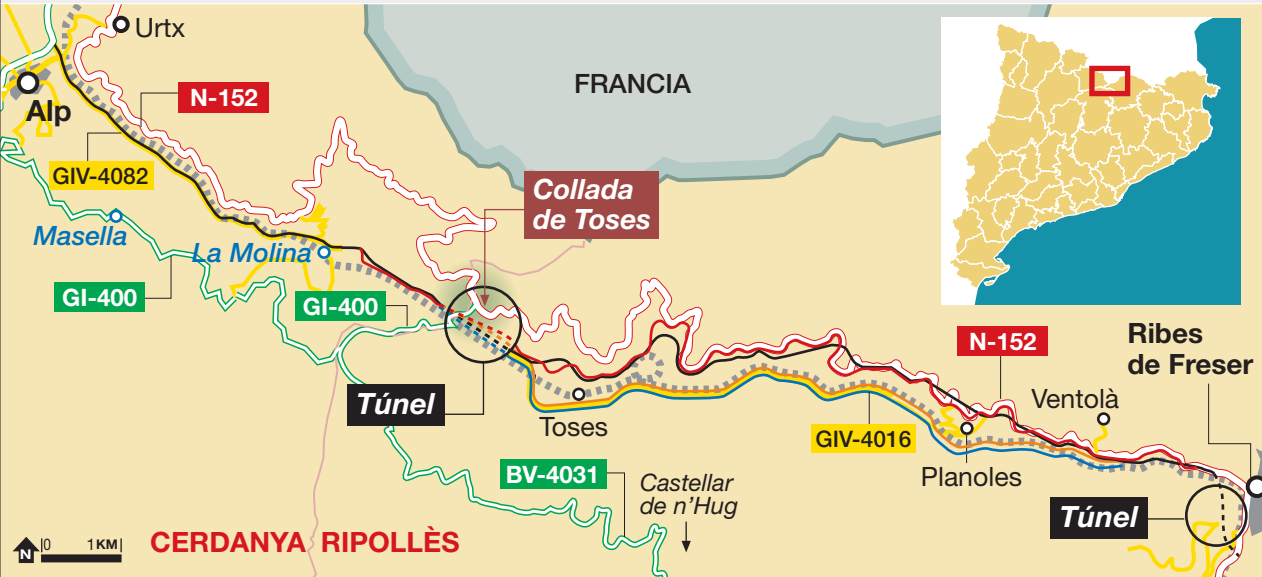 Urtx
FRANCIA
Alp
N-152
GIV-4082
Collada
de Toses
Masella
La Molina
GI-400
GI-400
N-152
Ribes
de Freser
Túnel
Ventolà
Toses
GIV-4016
Planoles
BV-4031
Castellar
de n'Hug
Túnel
N
0 1 KM
CERDANYA RIPOLLÈS